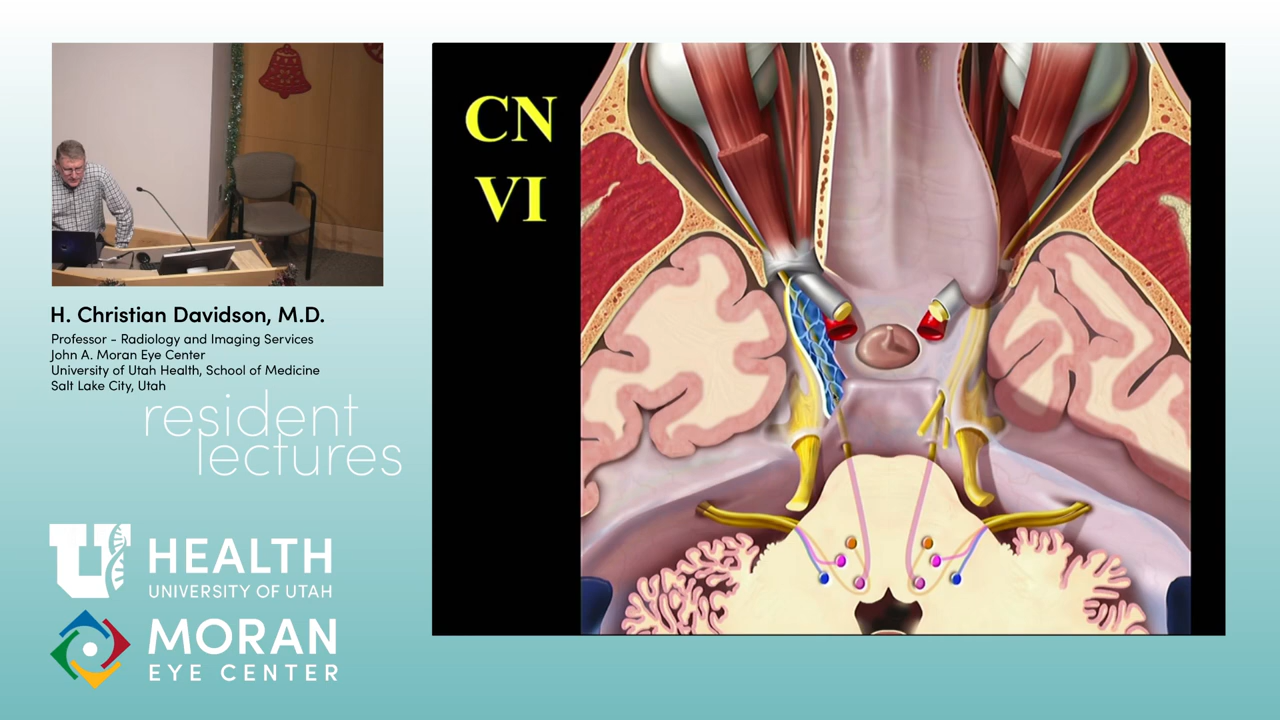 CN
VI
H. Christian Davidson, M.D.
Professor - Radiology and Imaging Services
John A. Moran Eye Center
University of Utah Health, School of Medicine
Salt Lake City, Utah
resident
lectures
U HEALTH
UNIVERSITY OF UTAH
MORAN
EYE CENTER